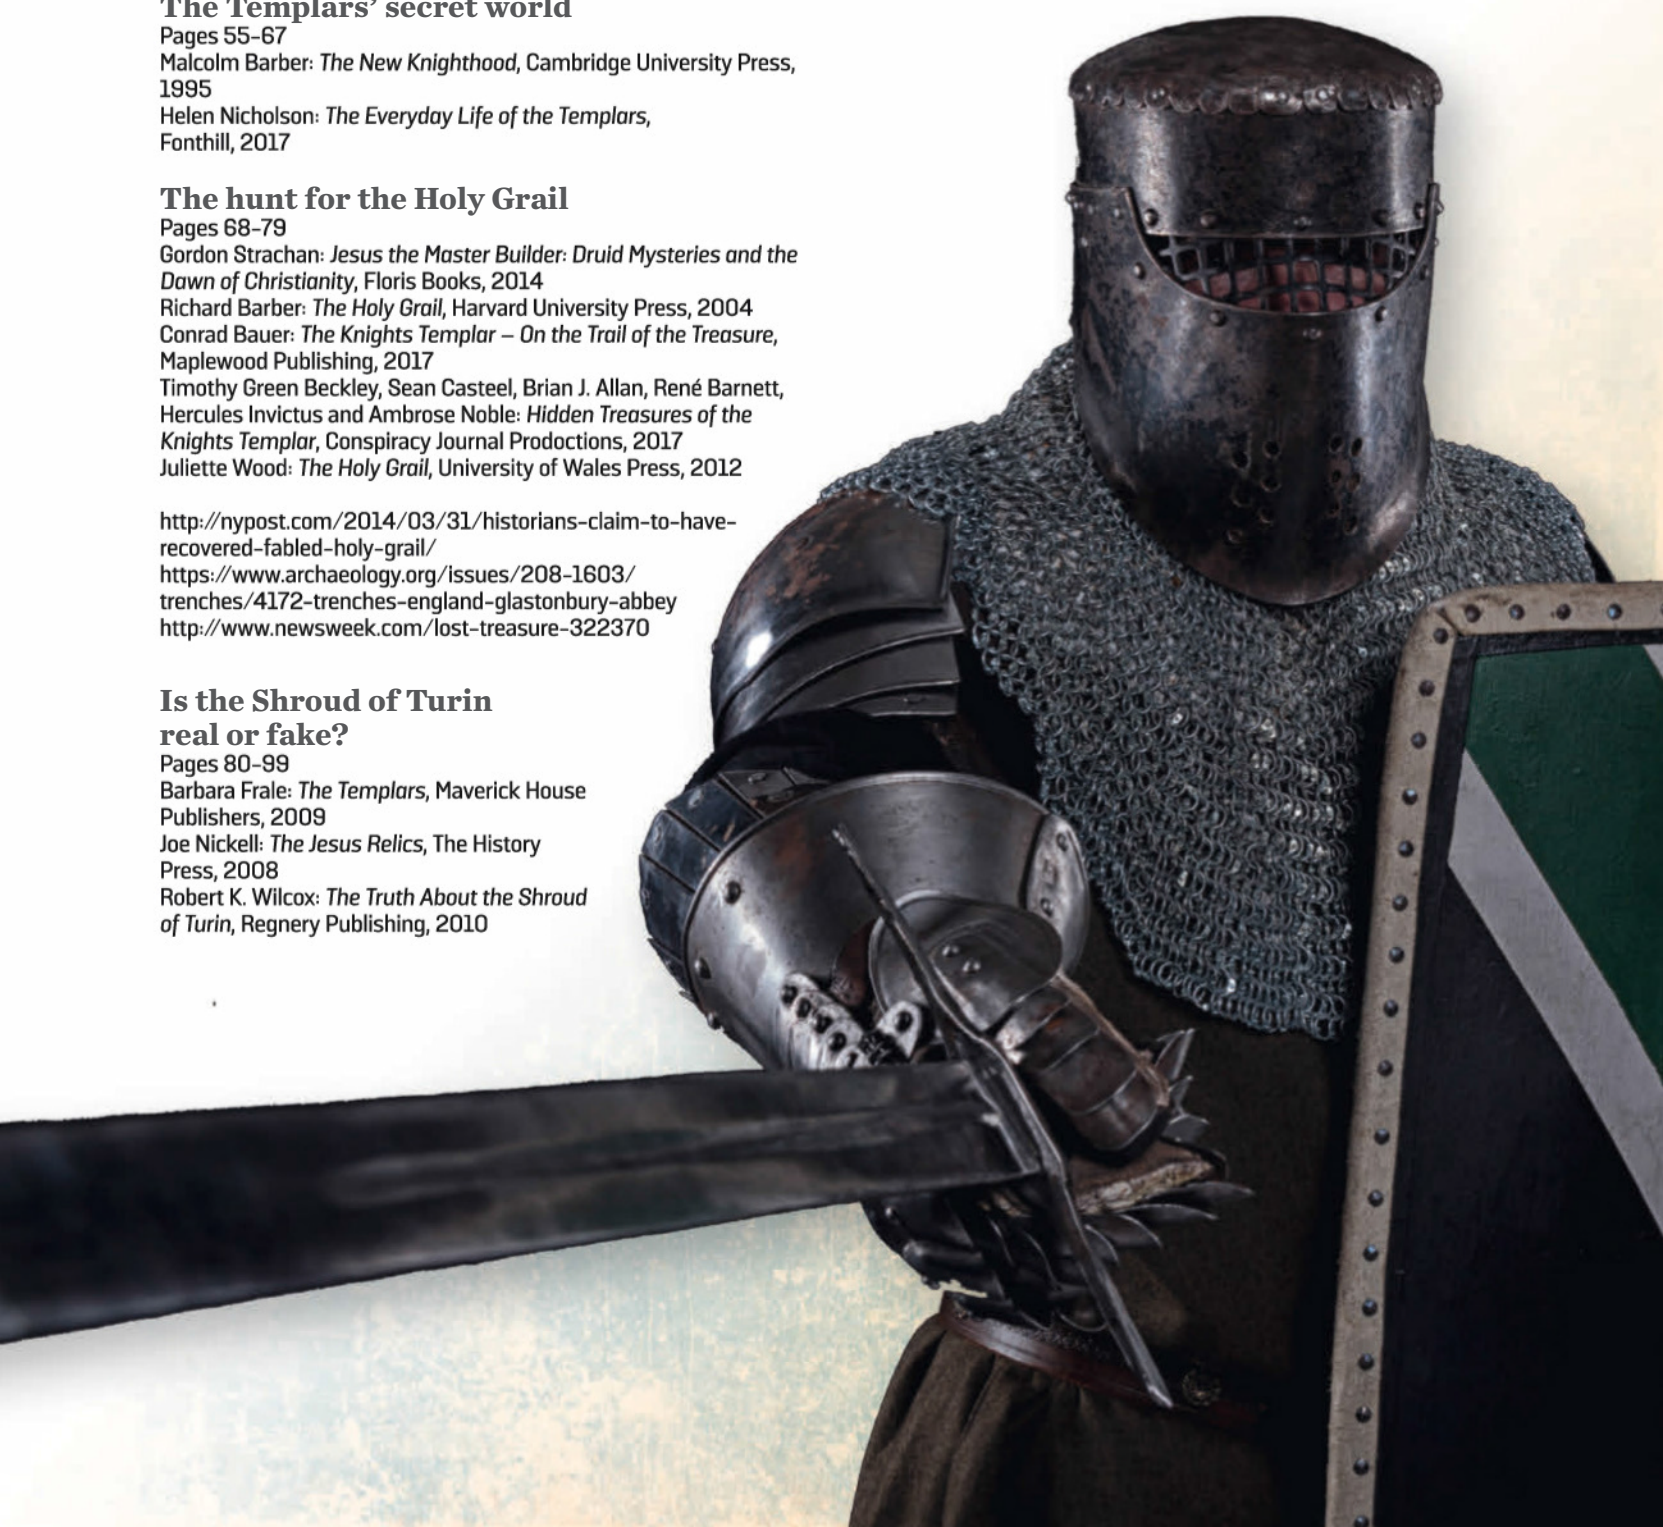 The Templars' secret world
Pages 55-67
Malcolm Barber: The New Knighthood, Cambridge University Press,
1995
Helen Nicholson: The Everyday Life of the Templars,
Fonthill, 2017
The hunt for the Holy Grail
Pages 68-79
Gordon Strachan: Jesus the Master Builder: Druid Mysteries and the
Dawn of Christianity, Floris Books, 2014
Richard Barber: The Holy Grail, Harvard University Press, 2004
Conrad Bauer: The Knights Templar – On the Trail of the Treasure,
Maplewood Publishing, 2017
Timothy Green Beckley, Sean Casteel, Brian J. Allan, René Barnett,
Hercules Invictus and Ambrose Noble: Hidden Treasures of the
Knights Templar, Conspiracy Journal Prodoctions, 2017
Juliette Wood: The Holy Grail, University of Wales Press, 2012
http://nypost.com/2014/03/31/historians-claim-to-have-
recovered-fabled-holy-grail/
https://www.archaeology.org/issues/208-1603/
trenches/4172-trenches-england-glastonbury-abbey
http://www.newsweek.com/lost-treasure-322370
Is the Shroud of Turin
real or fake?
Pages 80-99
Barbara Frale: The Templars, Maverick House
Publishers, 2009
Joe Nickell: The Jesus Relics, The History
Press, 2008
Robert K. Wilcox: The Truth About the Shroud
of Turin, Regnery Publishing, 2010